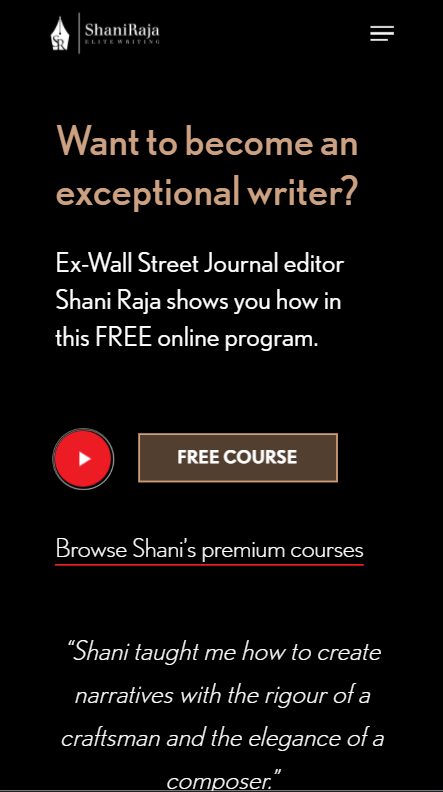 ShaniRaja
ELITE WRITING
Want to become an
exceptional writer?
Ex-Wall Street Journal editor
Shani Raja shows you how in
this FREE online program.
FREE COURSE
Browse Shani's premium courses
“Shani taught me how to create
narratives with the rigour of a
craftsman and the elegance of a
composer.”